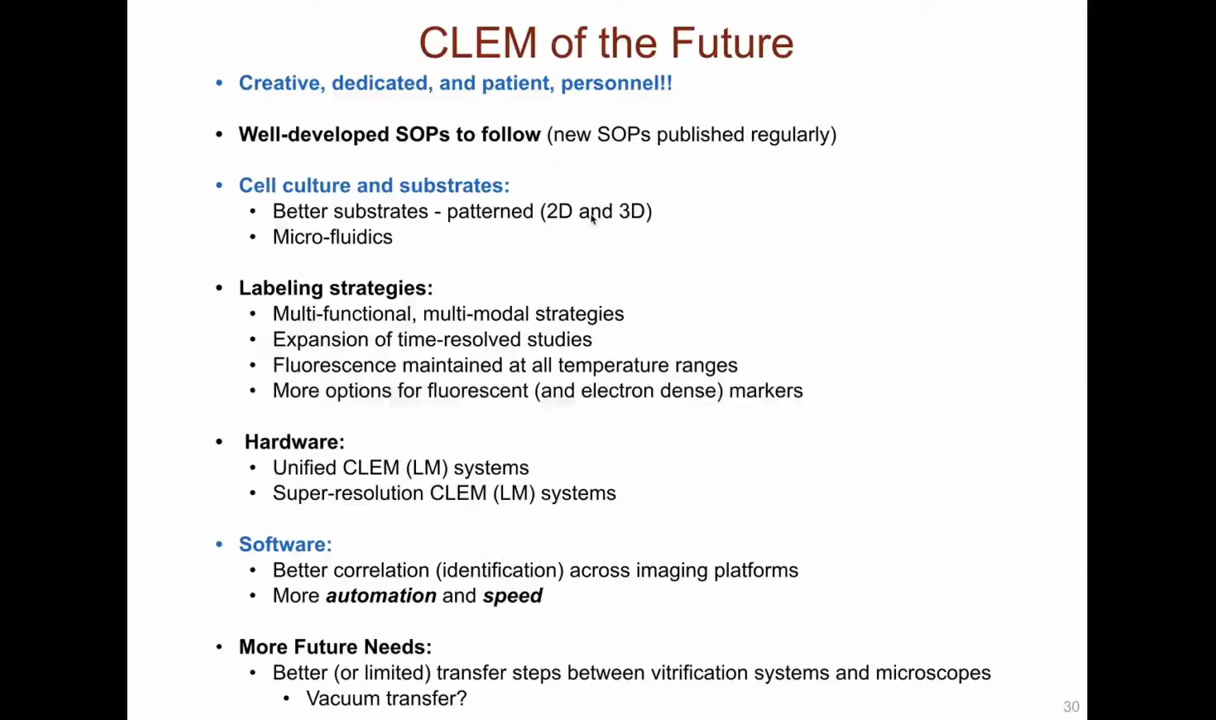 CLEM of the Future
• Creative, dedicated, and patient, personnel!!
• Well-developed SOPs to follow (new SOPs published regularly)
• Cell culture and substrates:
• Better substrates - patterned (2D and 3D)
• Micro-fluidics
• Labeling strategies:
• Multi-functional, multi-modal strategies
• Expansion of time-resolved studies
• Fluorescence maintained at all temperature ranges
• More options for fluorescent (and electron dense) markers
• Hardware:
• Unified CLEM (LM) systems
• Super-resolution CLEM (LM) systems
• Software:
• Better correlation (identification) across imaging platforms
• More automation and speed
• More Future Needs:
• Better (or limited) transfer steps between vitrification systems and microscopes
• Vacuum transfer?
30